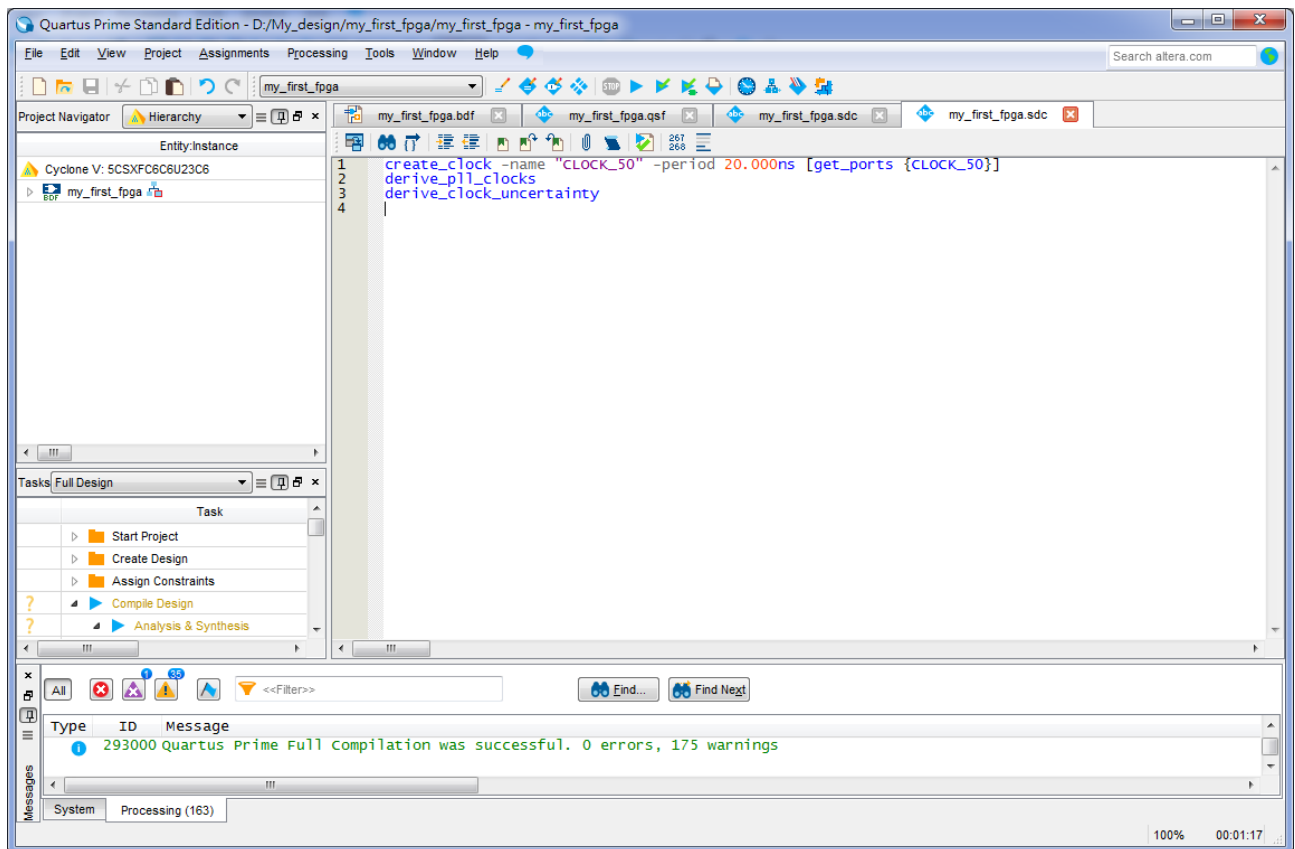 Quartus Prime Standard Edition - D:/My_design/my_first_fpga/my_first_fpga - my_first_fpga
File Edit View Project Assignments Processing Tools Window Help
Search altera.com
my_first_fpga
Project Navigator Hierarchy
my_first_fpga.bdf my_first_fpga.qsf my_first_fpga.sdc my_first_fpga.sdc
Entity:Instance
Cyclone V: 5CSXFC6C6U23C6
BDF my_first_fpga
267
268
1 create_clock -name "CLOCK_50" -period 20.000ns [get_ports {CLOCK_50}]
2 derive_pll_clocks
3 derive_clock_uncertainty
4
Tasks Full Design
Task
Start Project
Create Design
Assign Constraints
? Compile Design
? Analysis & Synthesis
All 1 35 <<Filter>> Find... Find Next
Type ID Message
293000 Quartus Prime Full Compilation was successful. 0 errors, 175 warnings
Messages
System Processing (163)
100% 00:01:17